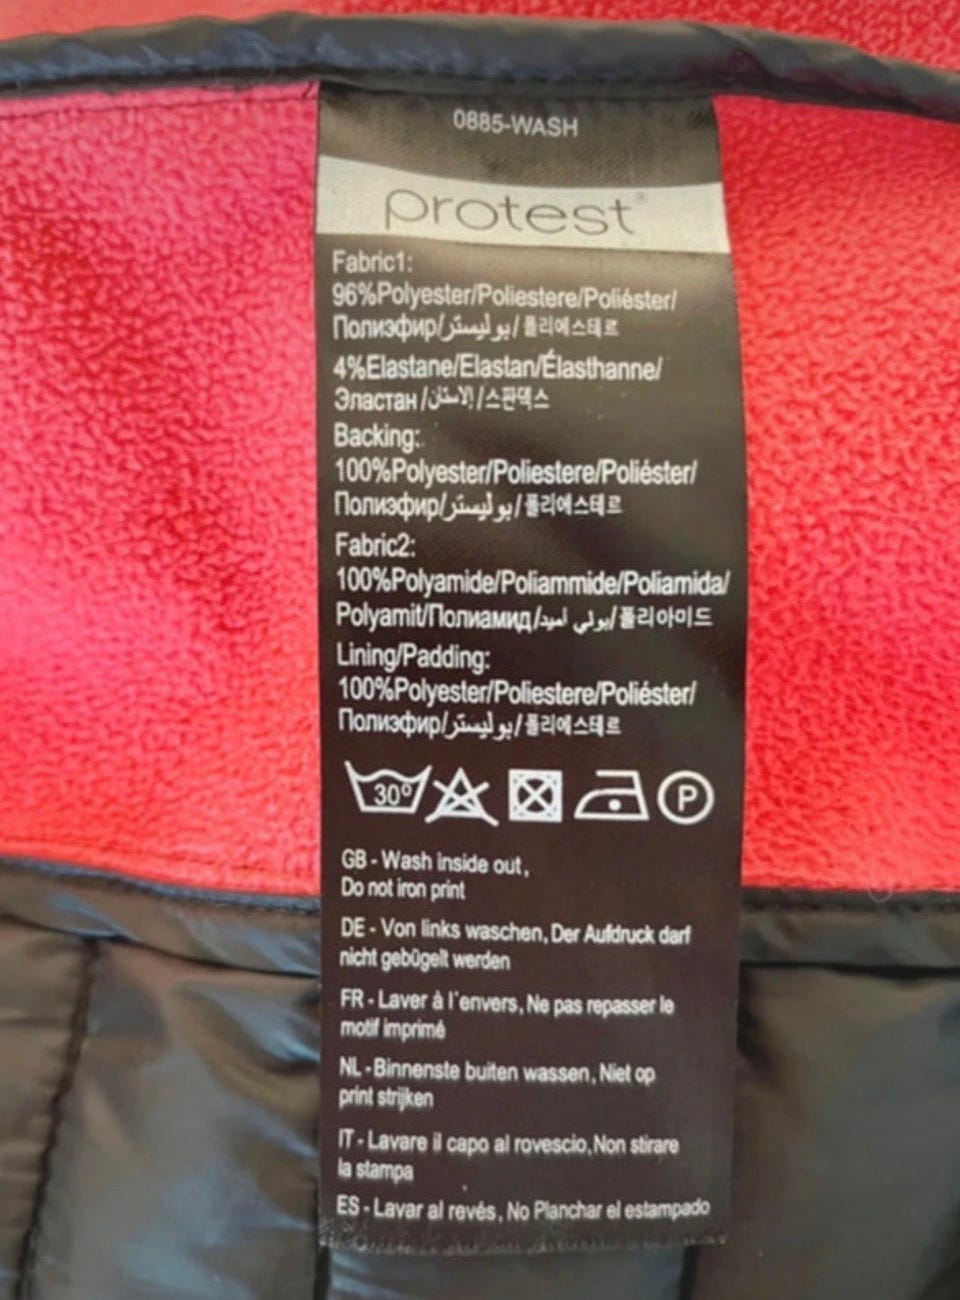 0885-WASH
protest
Fabric1:
96%Polyester/Poliestere/Poliéster/
Полиэфир/بوليستر/폴리에스테르
4%Elastane/Elastan/Élasthanne/
Эластан/الاستان/스판덱스
Backing:
100%Polyester/Poliestere/Poliéster/
Полиэфир/بوليستر/폴리에스테르
Fabric2:
100%Polyamide/Poliammide/Poliamida/
Polyamit/Полиамид/بولي أميد/폴리아미드
Lining/Padding:
100%Polyester/Poliestere/Poliéster/
Полиэфир/بوليستر/폴리에스테르
30° P
GB - Wash inside out,
Do not iron print
DE - Von links waschen, Der Aufdruck darf
nicht gebügelt werden
FR - Laver à l'envers, Ne pas repasser le
motif imprimé
NL - Binnenste buiten wassen, Niet op
print strijken
IT - Lavare il capo al rovescio, Non stirare
la stampa
ES - Lavar al revés, No Planchar el estampado